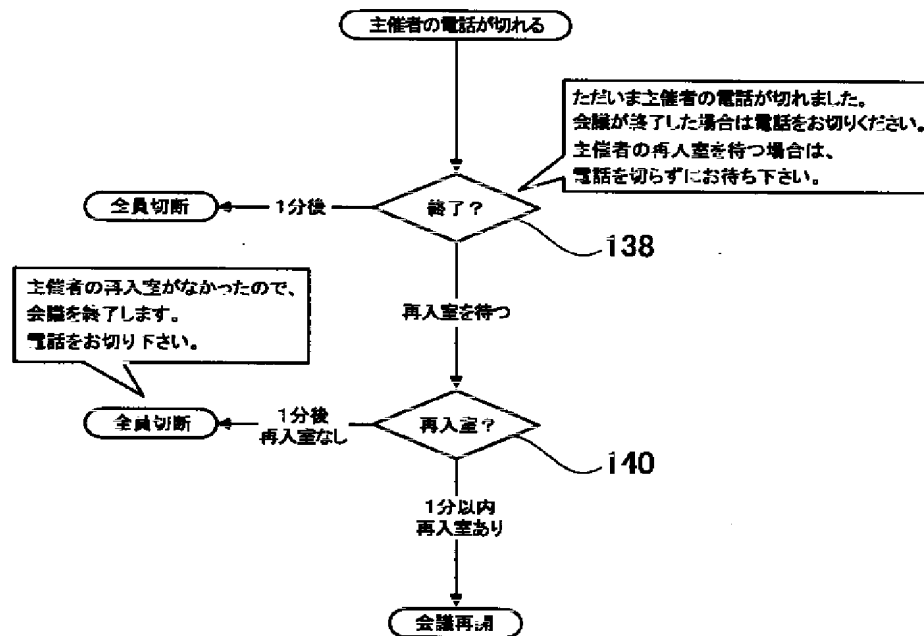 主催者の電話が切れる
ただいま主催者の電話が切れました。
会議が終了した場合は電話をお切りください。
主催者の再入室を待つ場合は、
電話を切らずにお待ち下さい。
全員切断
1分後
終了？
138
主催者の再入室がなかったので、
会議を終了します。
電話をお切り下さい。
再入室を待つ
全員切断
1分後
再入室なし
再入室？
140
1分以内
再入室あり
会議再開